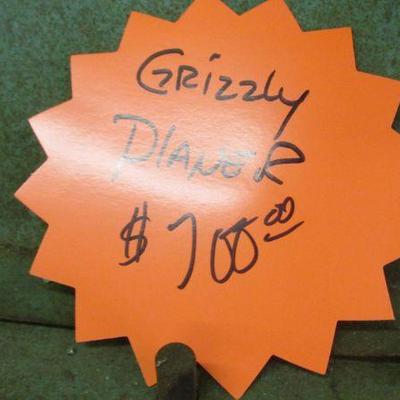 GRizzly
PLANER
$ 700.00